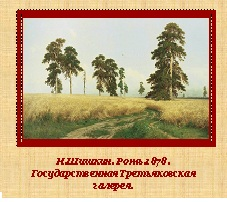 И.Шишкин. Рожь.1878.
Государственная Третьяковская
галерея.